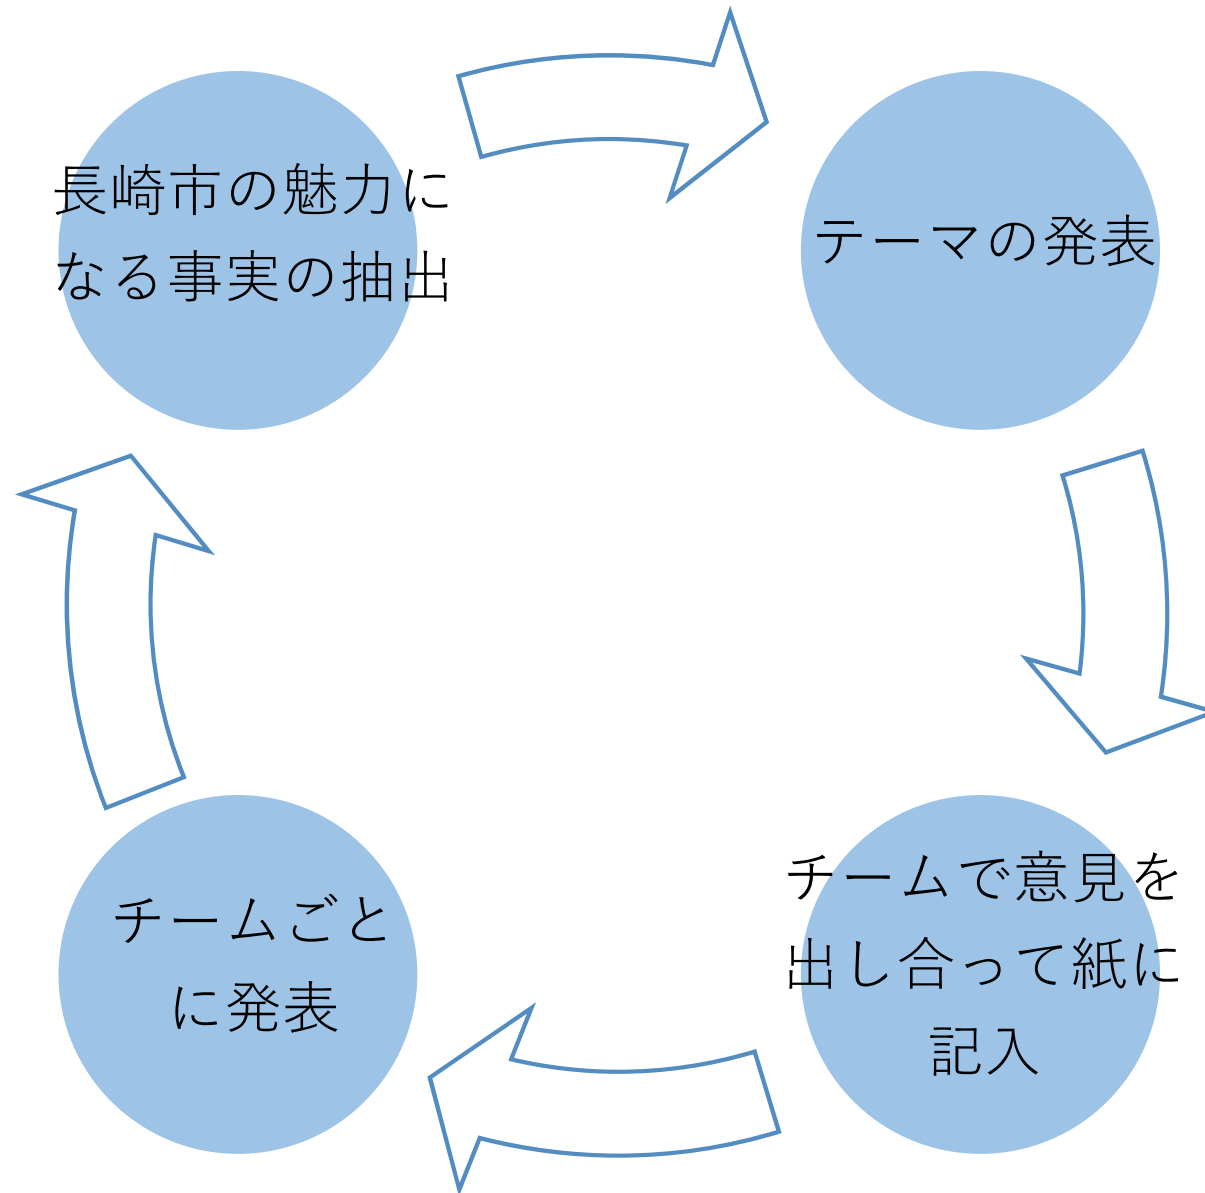 長崎市の魅力に
なる事実の抽出
テーマの発表
チームで意見を
出し合って紙に
記入
チームごと
に発表